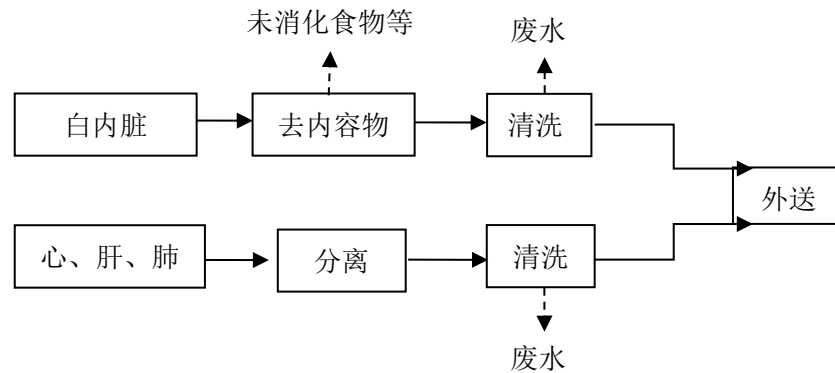 未消化食物等
废水
白内脏
去内容物
清洗
外送
心、肝、肺
分离
清洗
废水